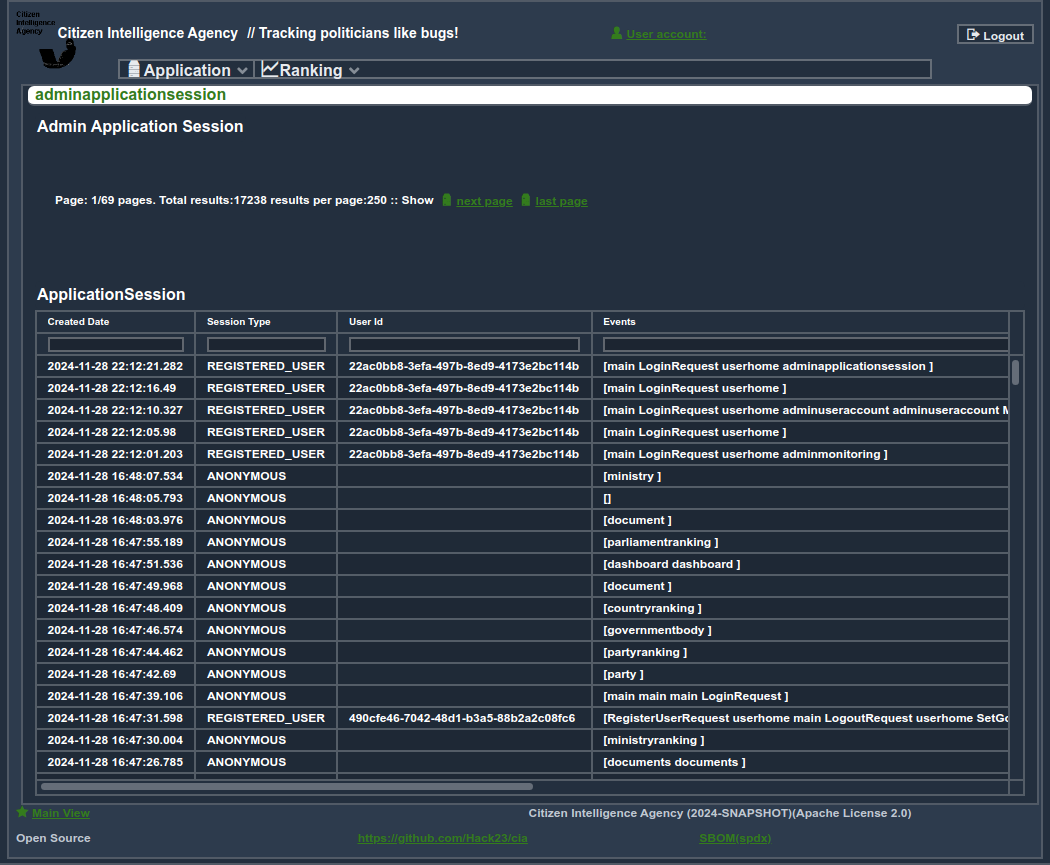 Citizen
Intelligence
Agency
Citizen Intelligence Agency // Tracking politicians like bugs!
User account:
Logout
Application Ranking
adminapplicationsession
Admin Application Session
Page: 1/69 pages. Total results:17238 results per page:250 :: Show next page last page
ApplicationSession
Created Date Session Type User Id Events
2024-11-28 22:12:21.282 REGISTERED_USER 22ac0bb8-3efa-497b-8ed9-4173e2bc114b [main LoginRequest userhome adminapplicationsession ]
2024-11-28 22:12:16.49 REGISTERED_USER 22ac0bb8-3efa-497b-8ed9-4173e2bc114b [main LoginRequest userhome ]
2024-11-28 22:12:10.327 REGISTERED_USER 22ac0bb8-3efa-497b-8ed9-4173e2bc114b [main LoginRequest userhome adminuseraccount adminuseraccount M
2024-11-28 22:12:05.98 REGISTERED_USER 22ac0bb8-3efa-497b-8ed9-4173e2bc114b [main LoginRequest userhome ]
2024-11-28 22:12:01.203 REGISTERED_USER 22ac0bb8-3efa-497b-8ed9-4173e2bc114b [main LoginRequest userhome adminmonitoring ]
2024-11-28 16:48:07.534 ANONYMOUS [ministry ]
2024-11-28 16:48:05.793 ANONYMOUS []
2024-11-28 16:48:03.976 ANONYMOUS [document ]
2024-11-28 16:47:55.189 ANONYMOUS [parliamentranking ]
2024-11-28 16:47:51.536 ANONYMOUS [dashboard dashboard ]
2024-11-28 16:47:49.968 ANONYMOUS [document ]
2024-11-28 16:47:48.409 ANONYMOUS [countryranking ]
2024-11-28 16:47:46.574 ANONYMOUS [governmentbody ]
2024-11-28 16:47:44.462 ANONYMOUS [partyranking ]
2024-11-28 16:47:42.69 ANONYMOUS [party ]
2024-11-28 16:47:39.106 ANONYMOUS [main main main LoginRequest ]
2024-11-28 16:47:31.598 REGISTERED_USER 490cfe46-7042-48d1-b3a5-88b2a2c08fc6 [RegisterUserRequest userhome main LogoutRequest userhome SetGo
2024-11-28 16:47:30.004 ANONYMOUS [ministryranking ]
2024-11-28 16:47:26.785 ANONYMOUS [documents documents ]
Main View Citizen Intelligence Agency (2024-SNAPSHOT)(Apache License 2.0)
Open Source https://github.com/Hack23/cia SBOM(spdx)